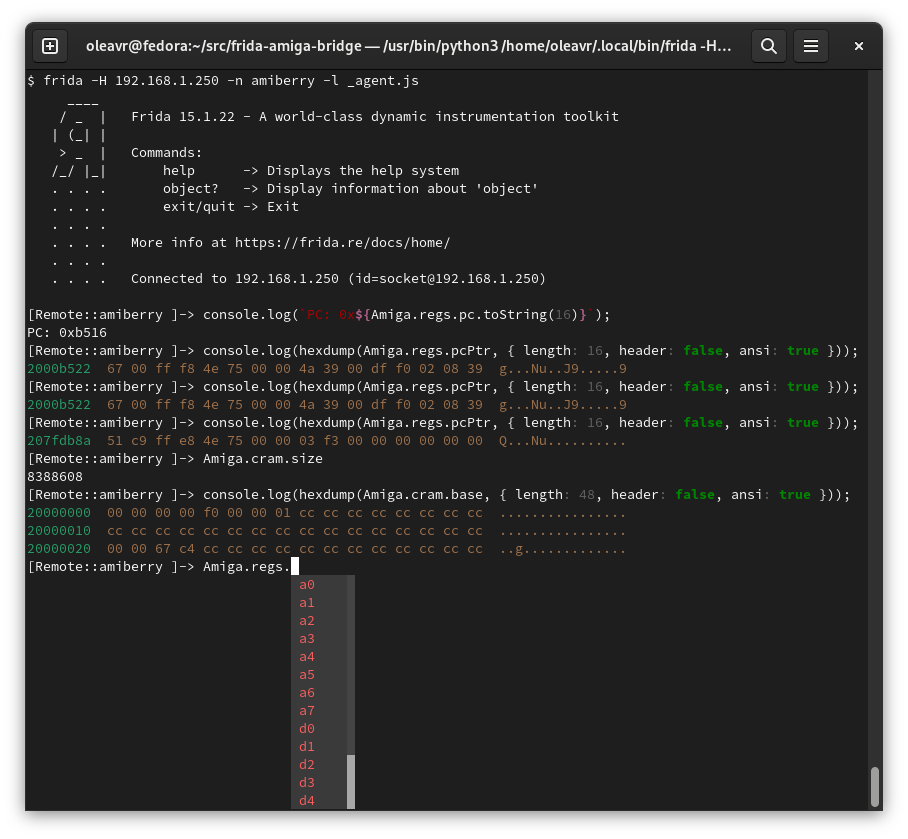 oleavr@fedora:~/src/frida-amiga-bridge — /usr/bin/python3 /home/oleavr/.local/bin/frida -H…
$ frida -H 192.168.1.250 -n amiberry -l _agent.js
     ____
    / _  |   Frida 15.1.22 - A world-class dynamic instrumentation toolkit
   | (_| |
    > _  |   Commands:
   /_/ |_|       help      -> Displays the help system
   . . . .       object?   -> Display information about 'object'
   . . . .       exit/quit -> Exit
   . . . .
   . . . .   More info at https://frida.re/docs/home/
   . . . .
   . . . .   Connected to 192.168.1.250 (id=socket@192.168.1.250)
[Remote::amiberry ]-> console.log(`PC: 0x${Amiga.regs.pc.toString(16)}`);
PC: 0xb516
[Remote::amiberry ]-> console.log(hexdump(Amiga.regs.pcPtr, { length: 16, header: false, ansi: true }));
2000b522  67 00 ff f8 4e 75 00 00 4a 39 00 df f0 02 08 39  g...Nu..J9.....9
[Remote::amiberry ]-> console.log(hexdump(Amiga.regs.pcPtr, { length: 16, header: false, ansi: true }));
2000b522  67 00 ff f8 4e 75 00 00 4a 39 00 df f0 02 08 39  g...Nu..J9.....9
[Remote::amiberry ]-> console.log(hexdump(Amiga.regs.pcPtr, { length: 16, header: false, ansi: true }));
207fdb8a  51 c9 ff e8 4e 75 00 00 03 f3 00 00 00 00 00 00  Q...Nu..........
[Remote::amiberry ]-> Amiga.cram.size
8388608
[Remote::amiberry ]-> console.log(hexdump(Amiga.cram.base, { length: 48, header: false, ansi: true }));
20000000  00 00 00 00 f0 00 00 01 cc cc cc cc cc cc cc cc  ................
20000010  cc cc cc cc cc cc cc cc cc cc cc cc cc cc cc cc  ................
20000020  00 00 67 c4 cc cc cc cc cc cc cc cc cc cc cc cc  ..g.............
[Remote::amiberry ]-> Amiga.regs.
a0
a1
a2
a3
a4
a5
a6
a7
d0
d1
d2
d3
d4